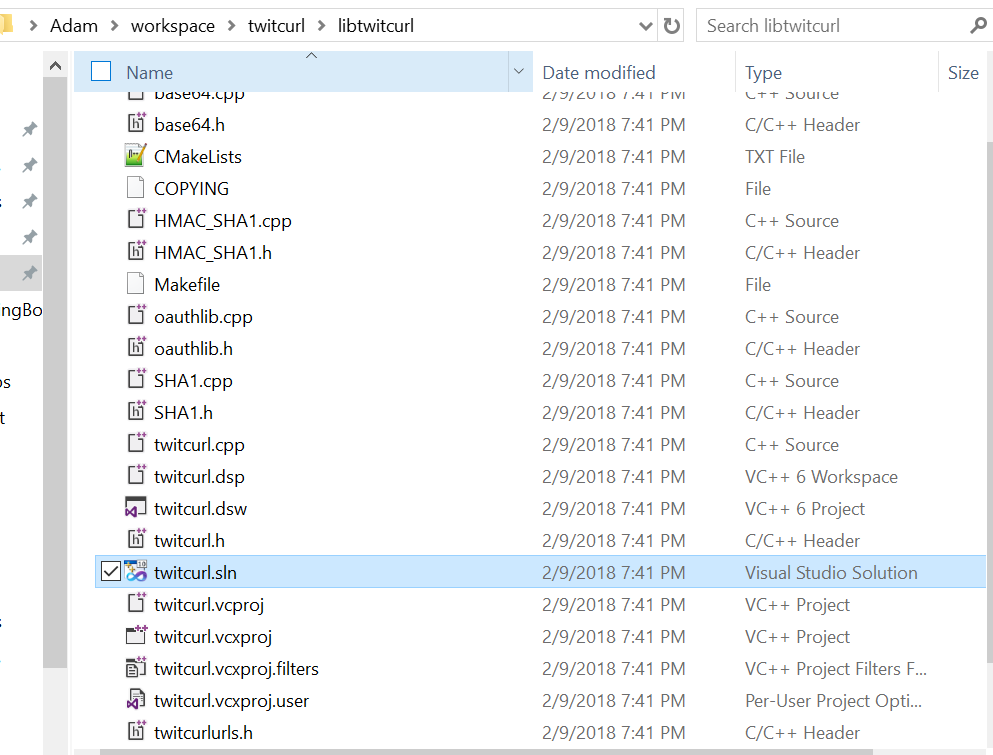 Adam > workspace > twitcurl > libtwitcurl
Search libtwitcurl
Name Date modified Type Size
base64.cpp 2/9/2018 7:41 PM C++ Source
base64.h 2/9/2018 7:41 PM C/C++ Header
CMakeLists 2/9/2018 7:41 PM TXT File
COPYING 2/9/2018 7:41 PM File
HMAC_SHA1.cpp 2/9/2018 7:41 PM C++ Source
HMAC_SHA1.h 2/9/2018 7:41 PM C/C++ Header
Makefile 2/9/2018 7:41 PM File
ngBo
oauthlib.cpp 2/9/2018 7:41 PM C++ Source
oauthlib.h 2/9/2018 7:41 PM C/C++ Header
os
SHA1.cpp 2/9/2018 7:41 PM C++ Source
SHA1.h 2/9/2018 7:41 PM C/C++ Header
t
twitcurl.cpp 2/9/2018 7:41 PM C++ Source
twitcurl.dsp 2/9/2018 7:41 PM VC++ 6 Workspace
twitcurl.dsw 2/9/2018 7:41 PM VC++ 6 Project
twitcurl.h 2/9/2018 7:41 PM C/C++ Header
twitcurl.sln 2/9/2018 7:41 PM Visual Studio Solution
twitcurl.vcproj 2/9/2018 7:41 PM VC++ Project
twitcurl.vcxproj 2/9/2018 7:41 PM VC++ Project
twitcurl.vcxproj.filters 2/9/2018 7:41 PM VC++ Project Filters F...
twitcurl.vcxproj.user 2/9/2018 7:41 PM Per-User Project Opti...
twitcurlurls.h 2/9/2018 7:41 PM C/C++ Header